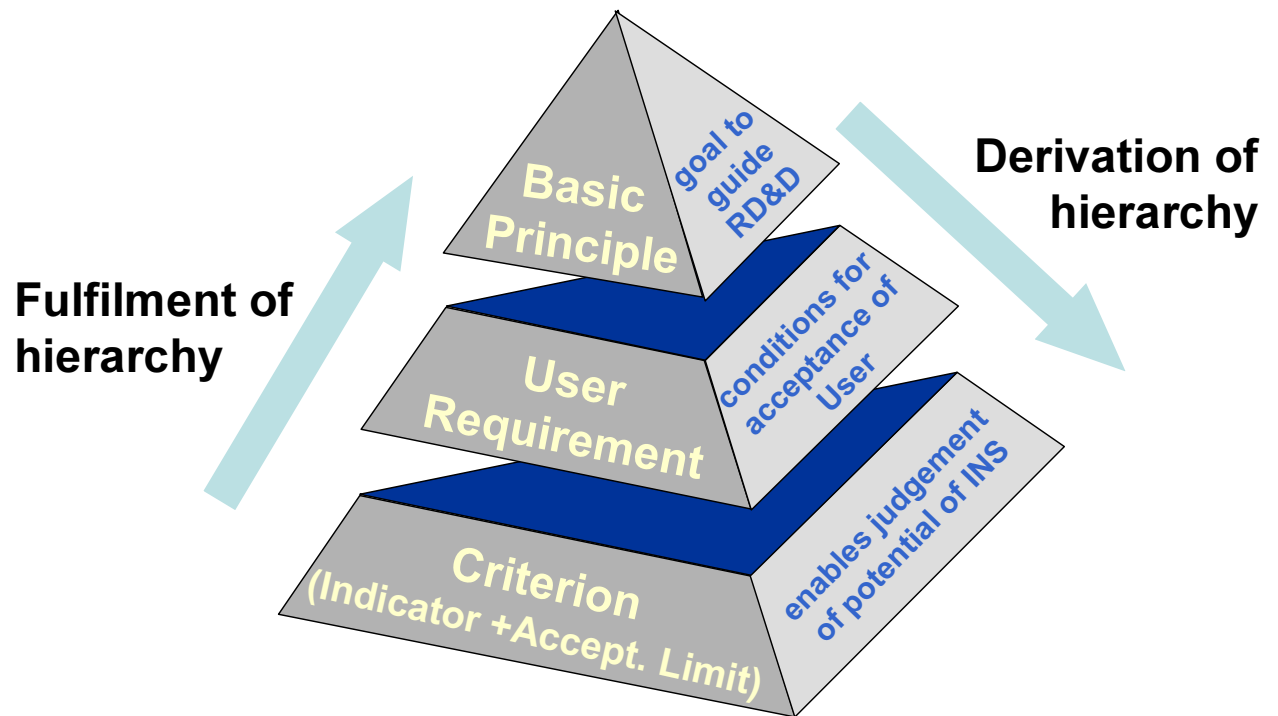 Basic
Principle
goal to
guide
RD&D
Derivation of
hierarchy
Fulfilment of
hierarchy
User
Requirement
conditions for
acceptance of
User
Criterion
(Indicator +Accept. Limit)
enables judgement
of potential of INS